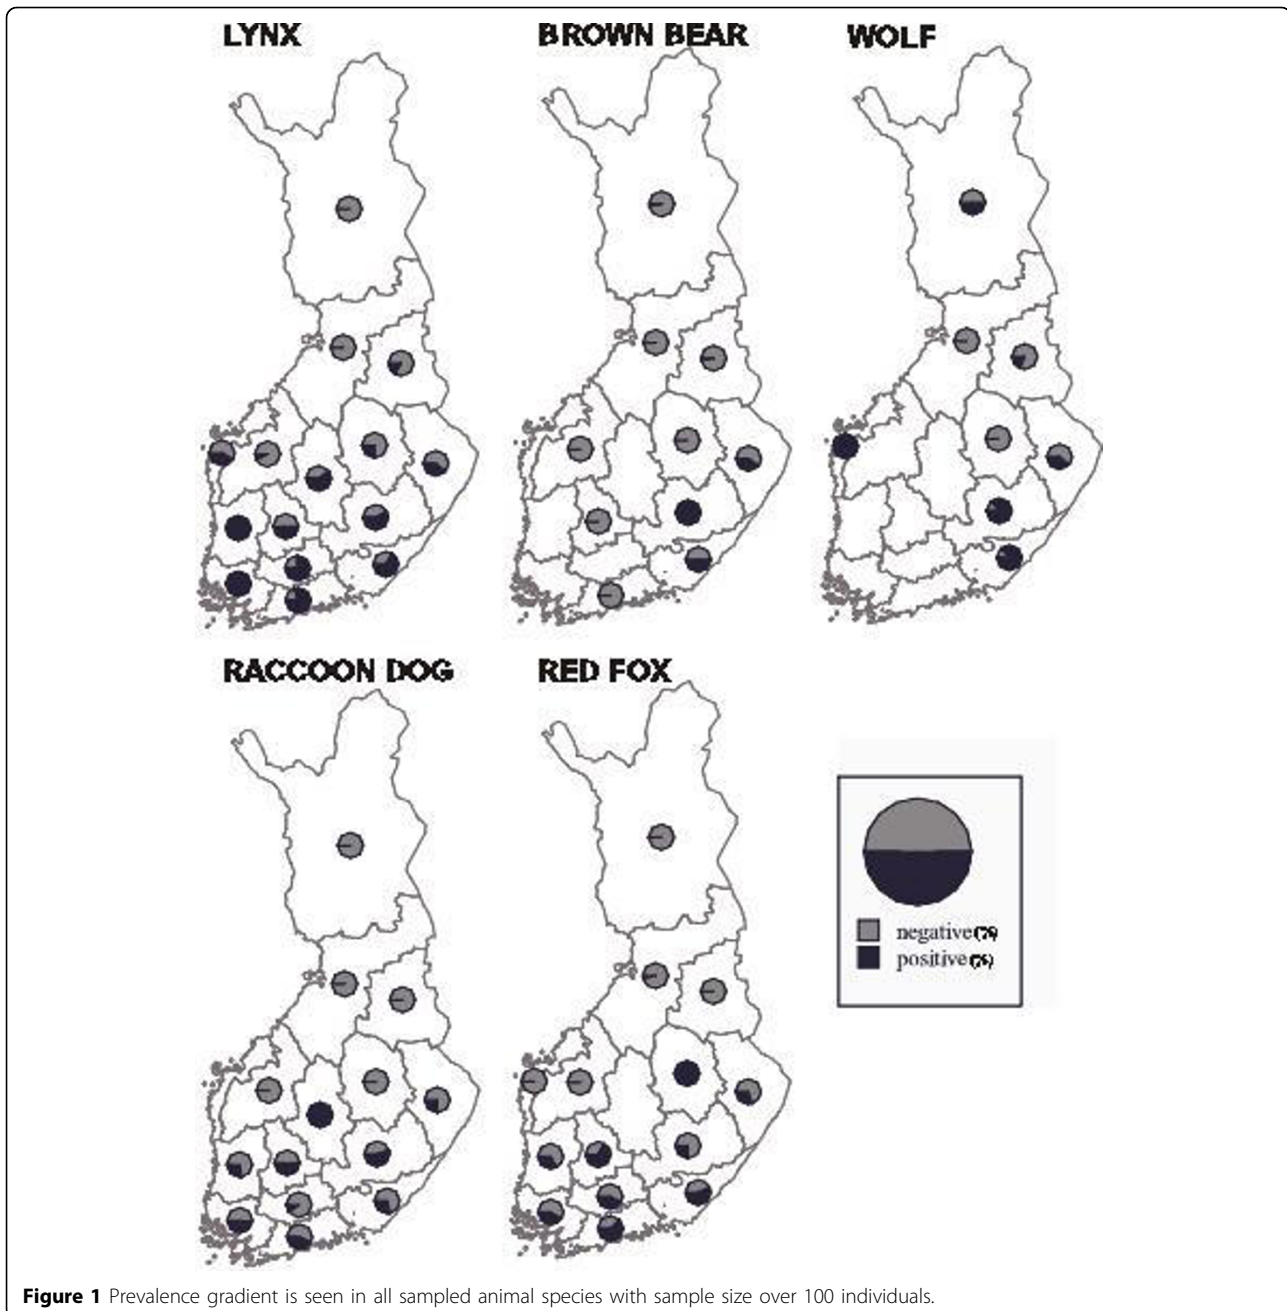 LYNX
BROWN BEAR
WOLF
RACCOON DOG
RED FOX
negative
positive
Figure 1 Prevalence gradient is seen in all sampled animal species with sample size over 100 individuals.